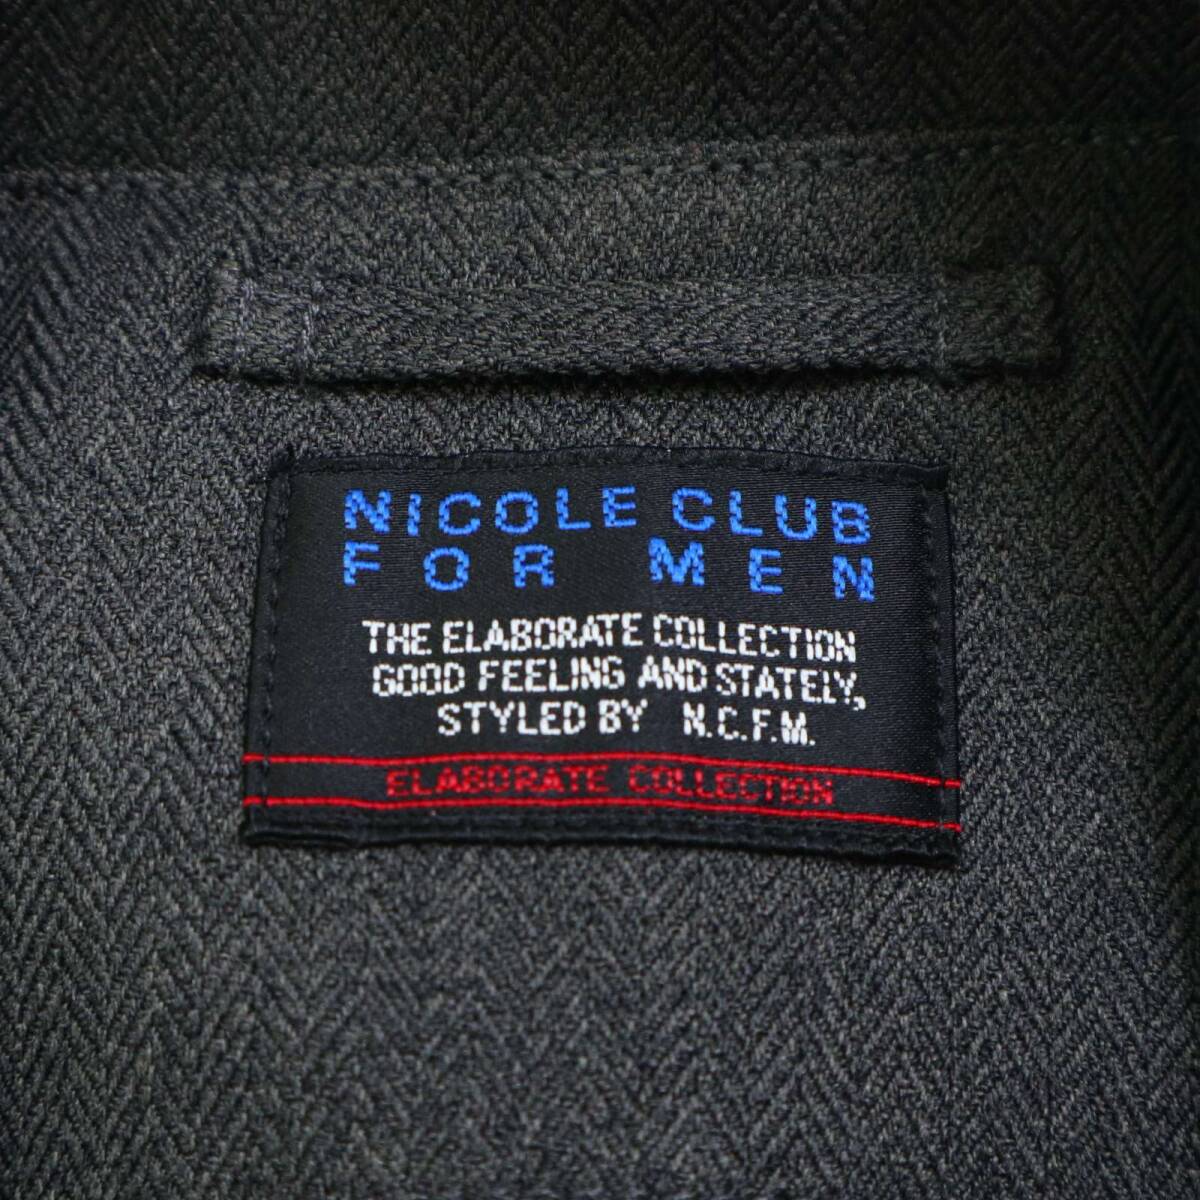 NICOLE CLUB
FOR MEN
THE ELABORATE COLLECTION
GOOD FEELING AND STATELY,
STYLED BY N.C.F.M.
ELABORATE COLLECTION